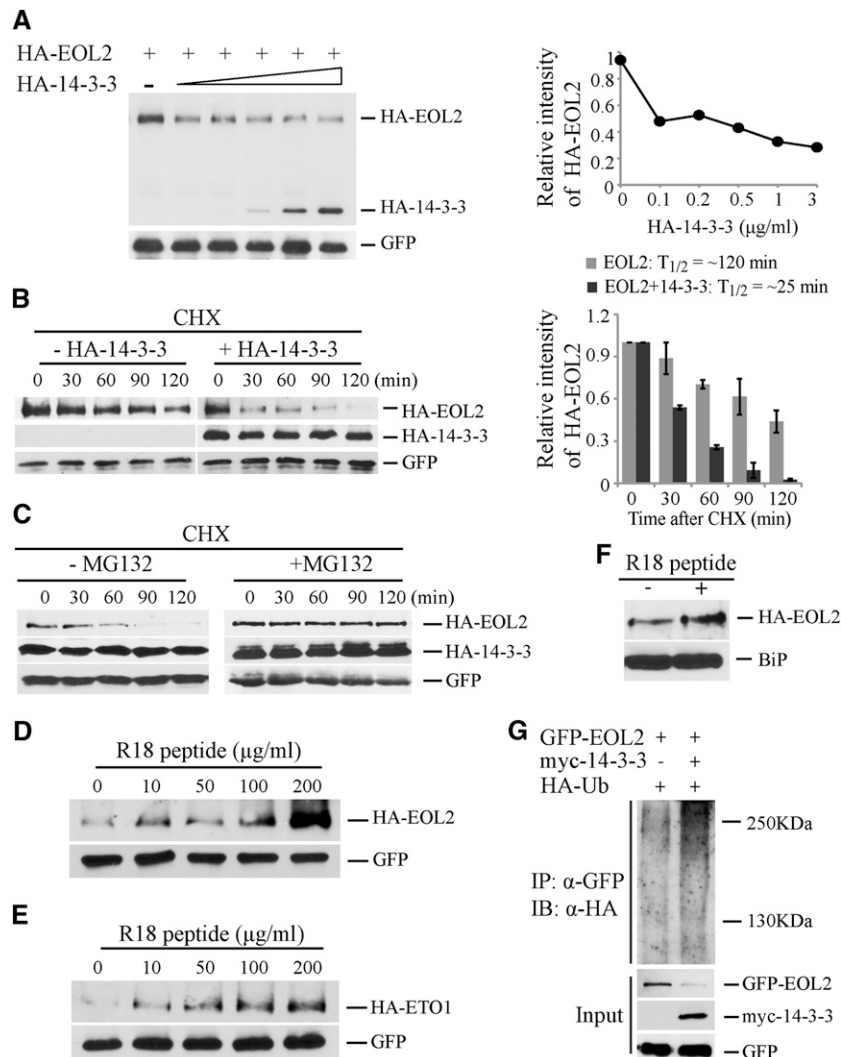 A
HA-EOL2 + + + + + +
HA-14-3-3 -
HA-EOL2
HA-14-3-3
GFP
Relative intensity of HA-EOL2
1
0.8
0.6
0.4
0.2
0
0 0.1 0.2 0.5 1 3
HA-14-3-3 (µg/ml)
B
CHX
- HA-14-3-3 + HA-14-3-3
0 30 60 90 120 0 30 60 90 120 (min)
HA-EOL2
HA-14-3-3
GFP
EOL2: T1/2 = ~120 min
EOL2+14-3-3: T1/2 = ~25 min
Relative intensity of HA-EOL2
1.2
0.9
0.6
0.3
0
0 30 60 90 120
Time after CHX (min)
C
CHX
- MG132 +MG132
0 30 60 90 120 0 30 60 90 120 (min)
HA-EOL2
HA-14-3-3
GFP
F
R18 peptide
- +
HA-EOL2
BiP
D
R18 peptide (µg/ml)
0 10 50 100 200
HA-EOL2
GFP
E
R18 peptide (µg/ml)
0 10 50 100 200
HA-ETO1
GFP
G
GFP-EOL2 + +
myc-14-3-3 - +
HA-Ub + +
250KDa
IP: α-GFP
IB: α-HA
130KDa
Input
GFP-EOL2
myc-14-3-3
GFP